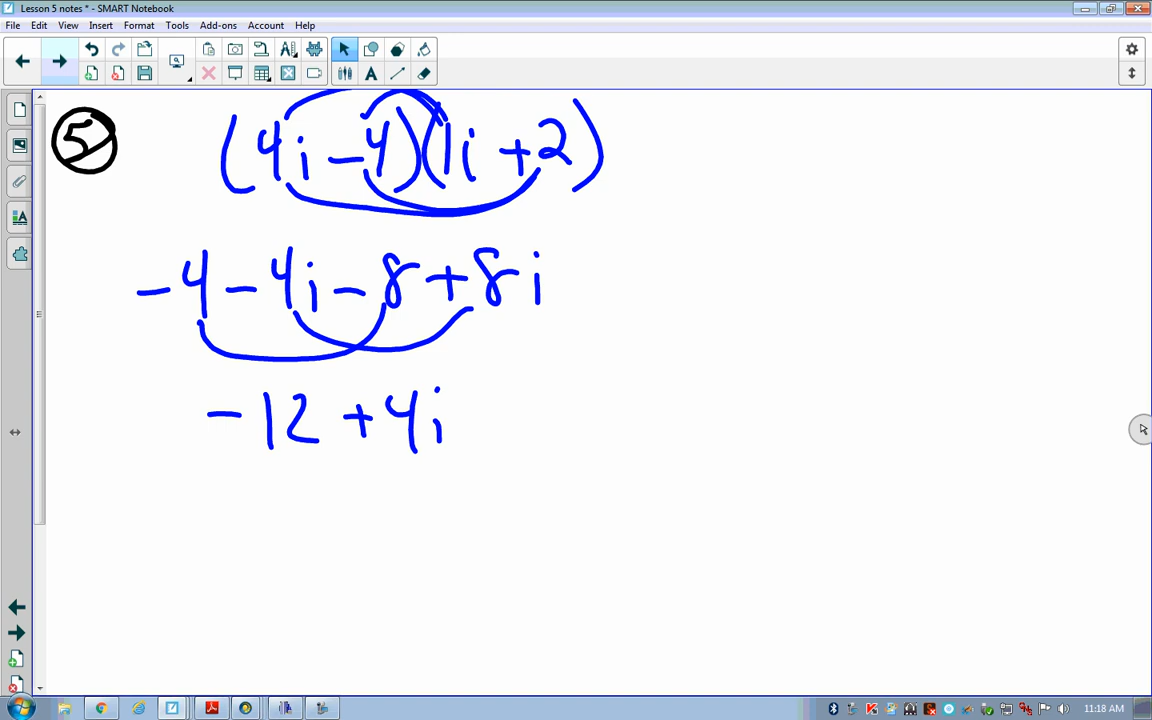 Lesson 5 notes * - SMART Notebook
File Edit View Insert Format Tools Add-ons Account Help
5 (4i - 4)(1i + 2)
-4 - 4i - 8 + 8i
-12 + 4i
11:18 AM